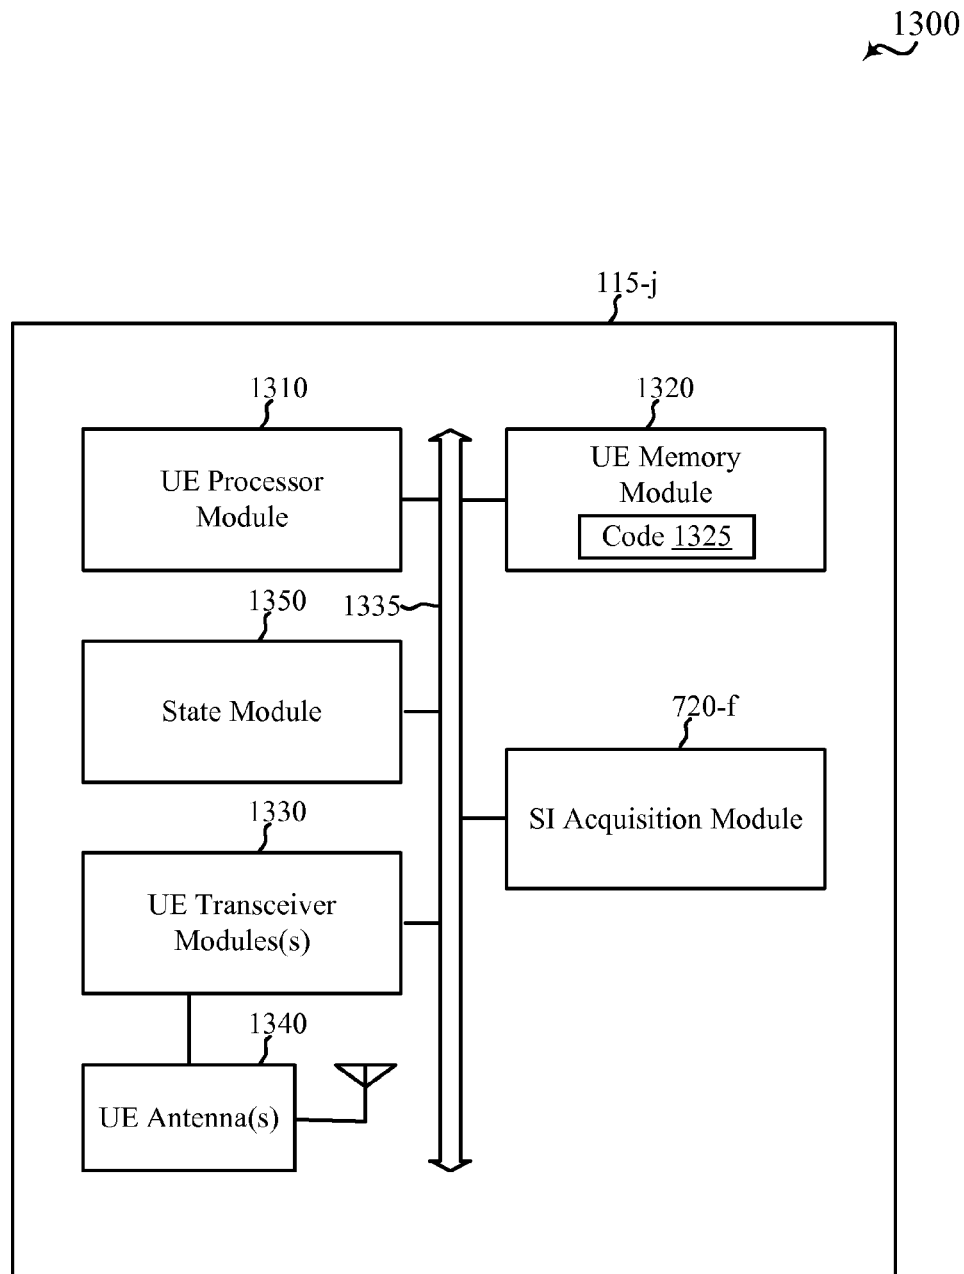 1300
115-j
1310
1320
UE Processor
Module
UE Memory
Module
Code 1325
1350
1335
State Module
720-f
SI Acquisition Module
1330
UE Transceiver
Modules(s)
1340
UE Antenna(s)